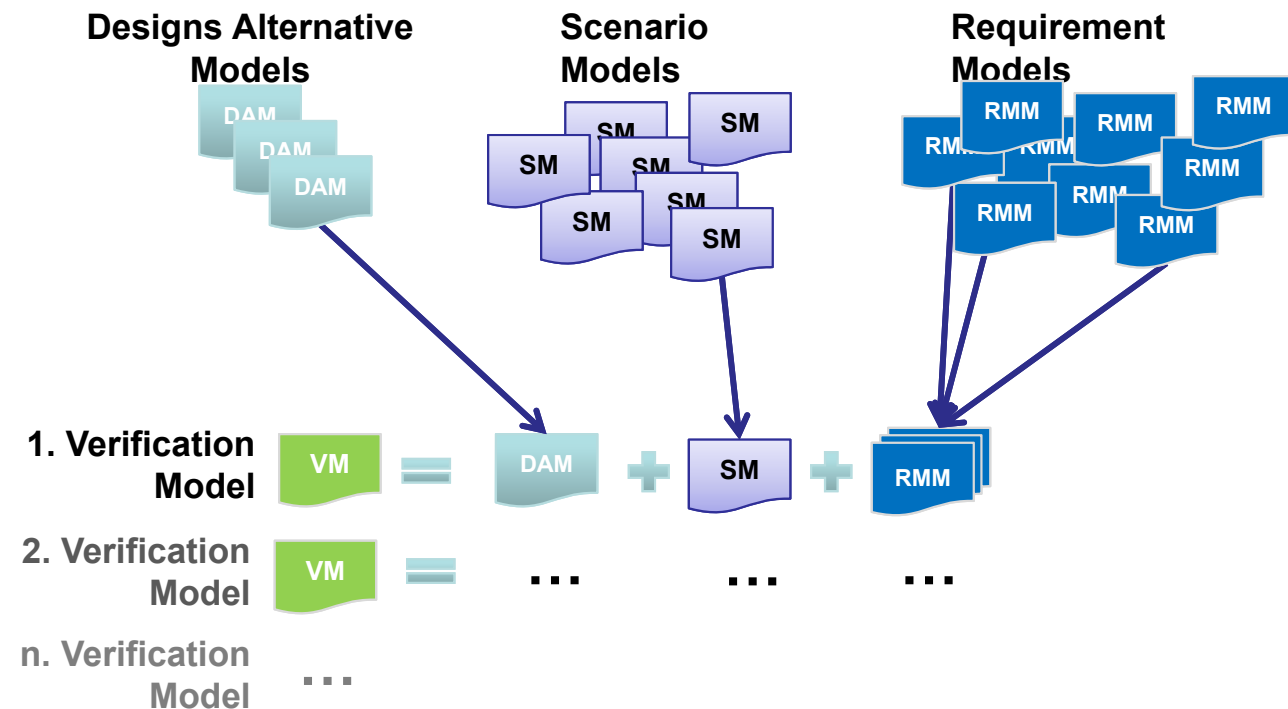 Designs Alternative
Models
Scenario
Models
Requirement
Models
DAM
DAM
DAM
SM
SM
SM
SM
SM
SM
SM
RMM
RMM
RMM
RMM
RMM
RMM
RMM
RMM
RMM
1. Verification
Model
VM
=
DAM
+
SM
+
RMM
2. Verification
Model
VM
=
...
...
...
n. Verification
Model
...